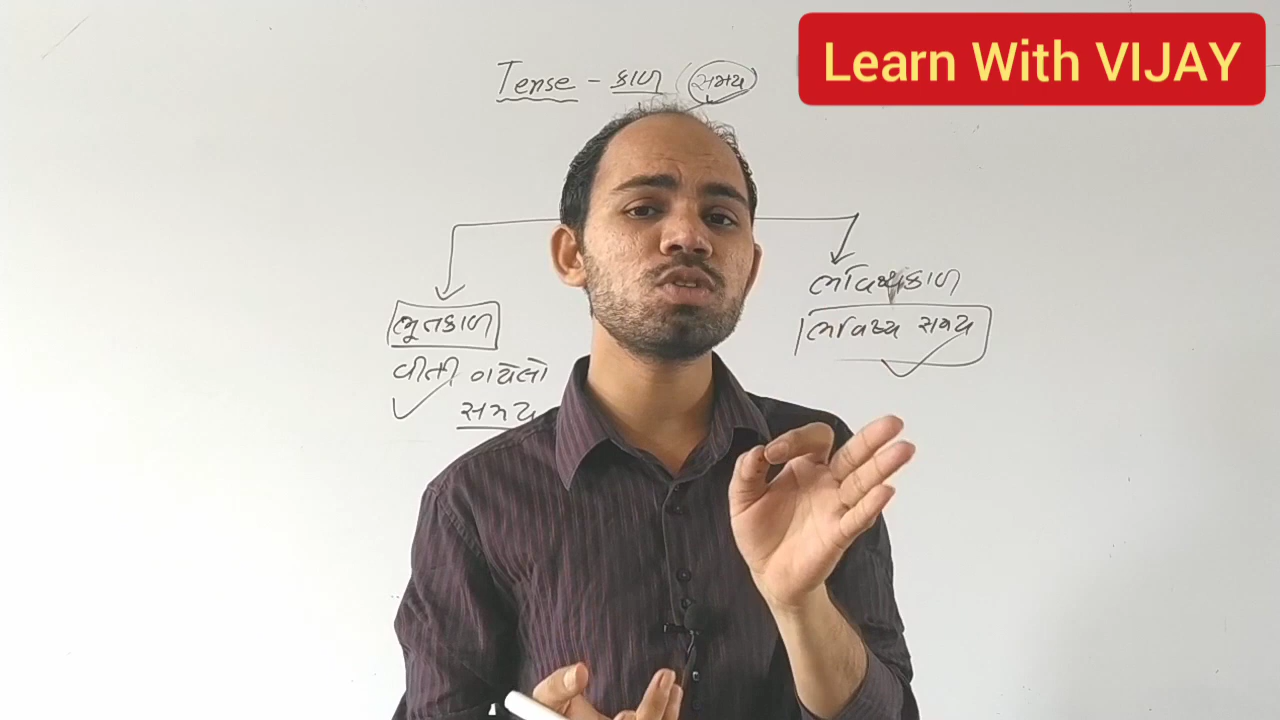 Learn With VIJAY
Tense - કાળ (સમય)
ભૂતકાળ
વીતી ગયેલો
સમય
ભવિષ્યકાળ
ભવિષ્ય સમય